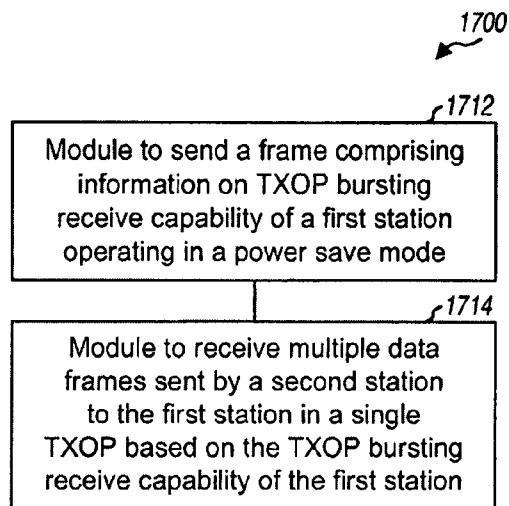 1700
1712
Module to send a frame comprising
information on TXOP bursting
receive capability of a first station
operating in a power save mode
1714
Module to receive multiple data
frames sent by a second station
to the first station in a single
TXOP based on the TXOP bursting
receive capability of the first station